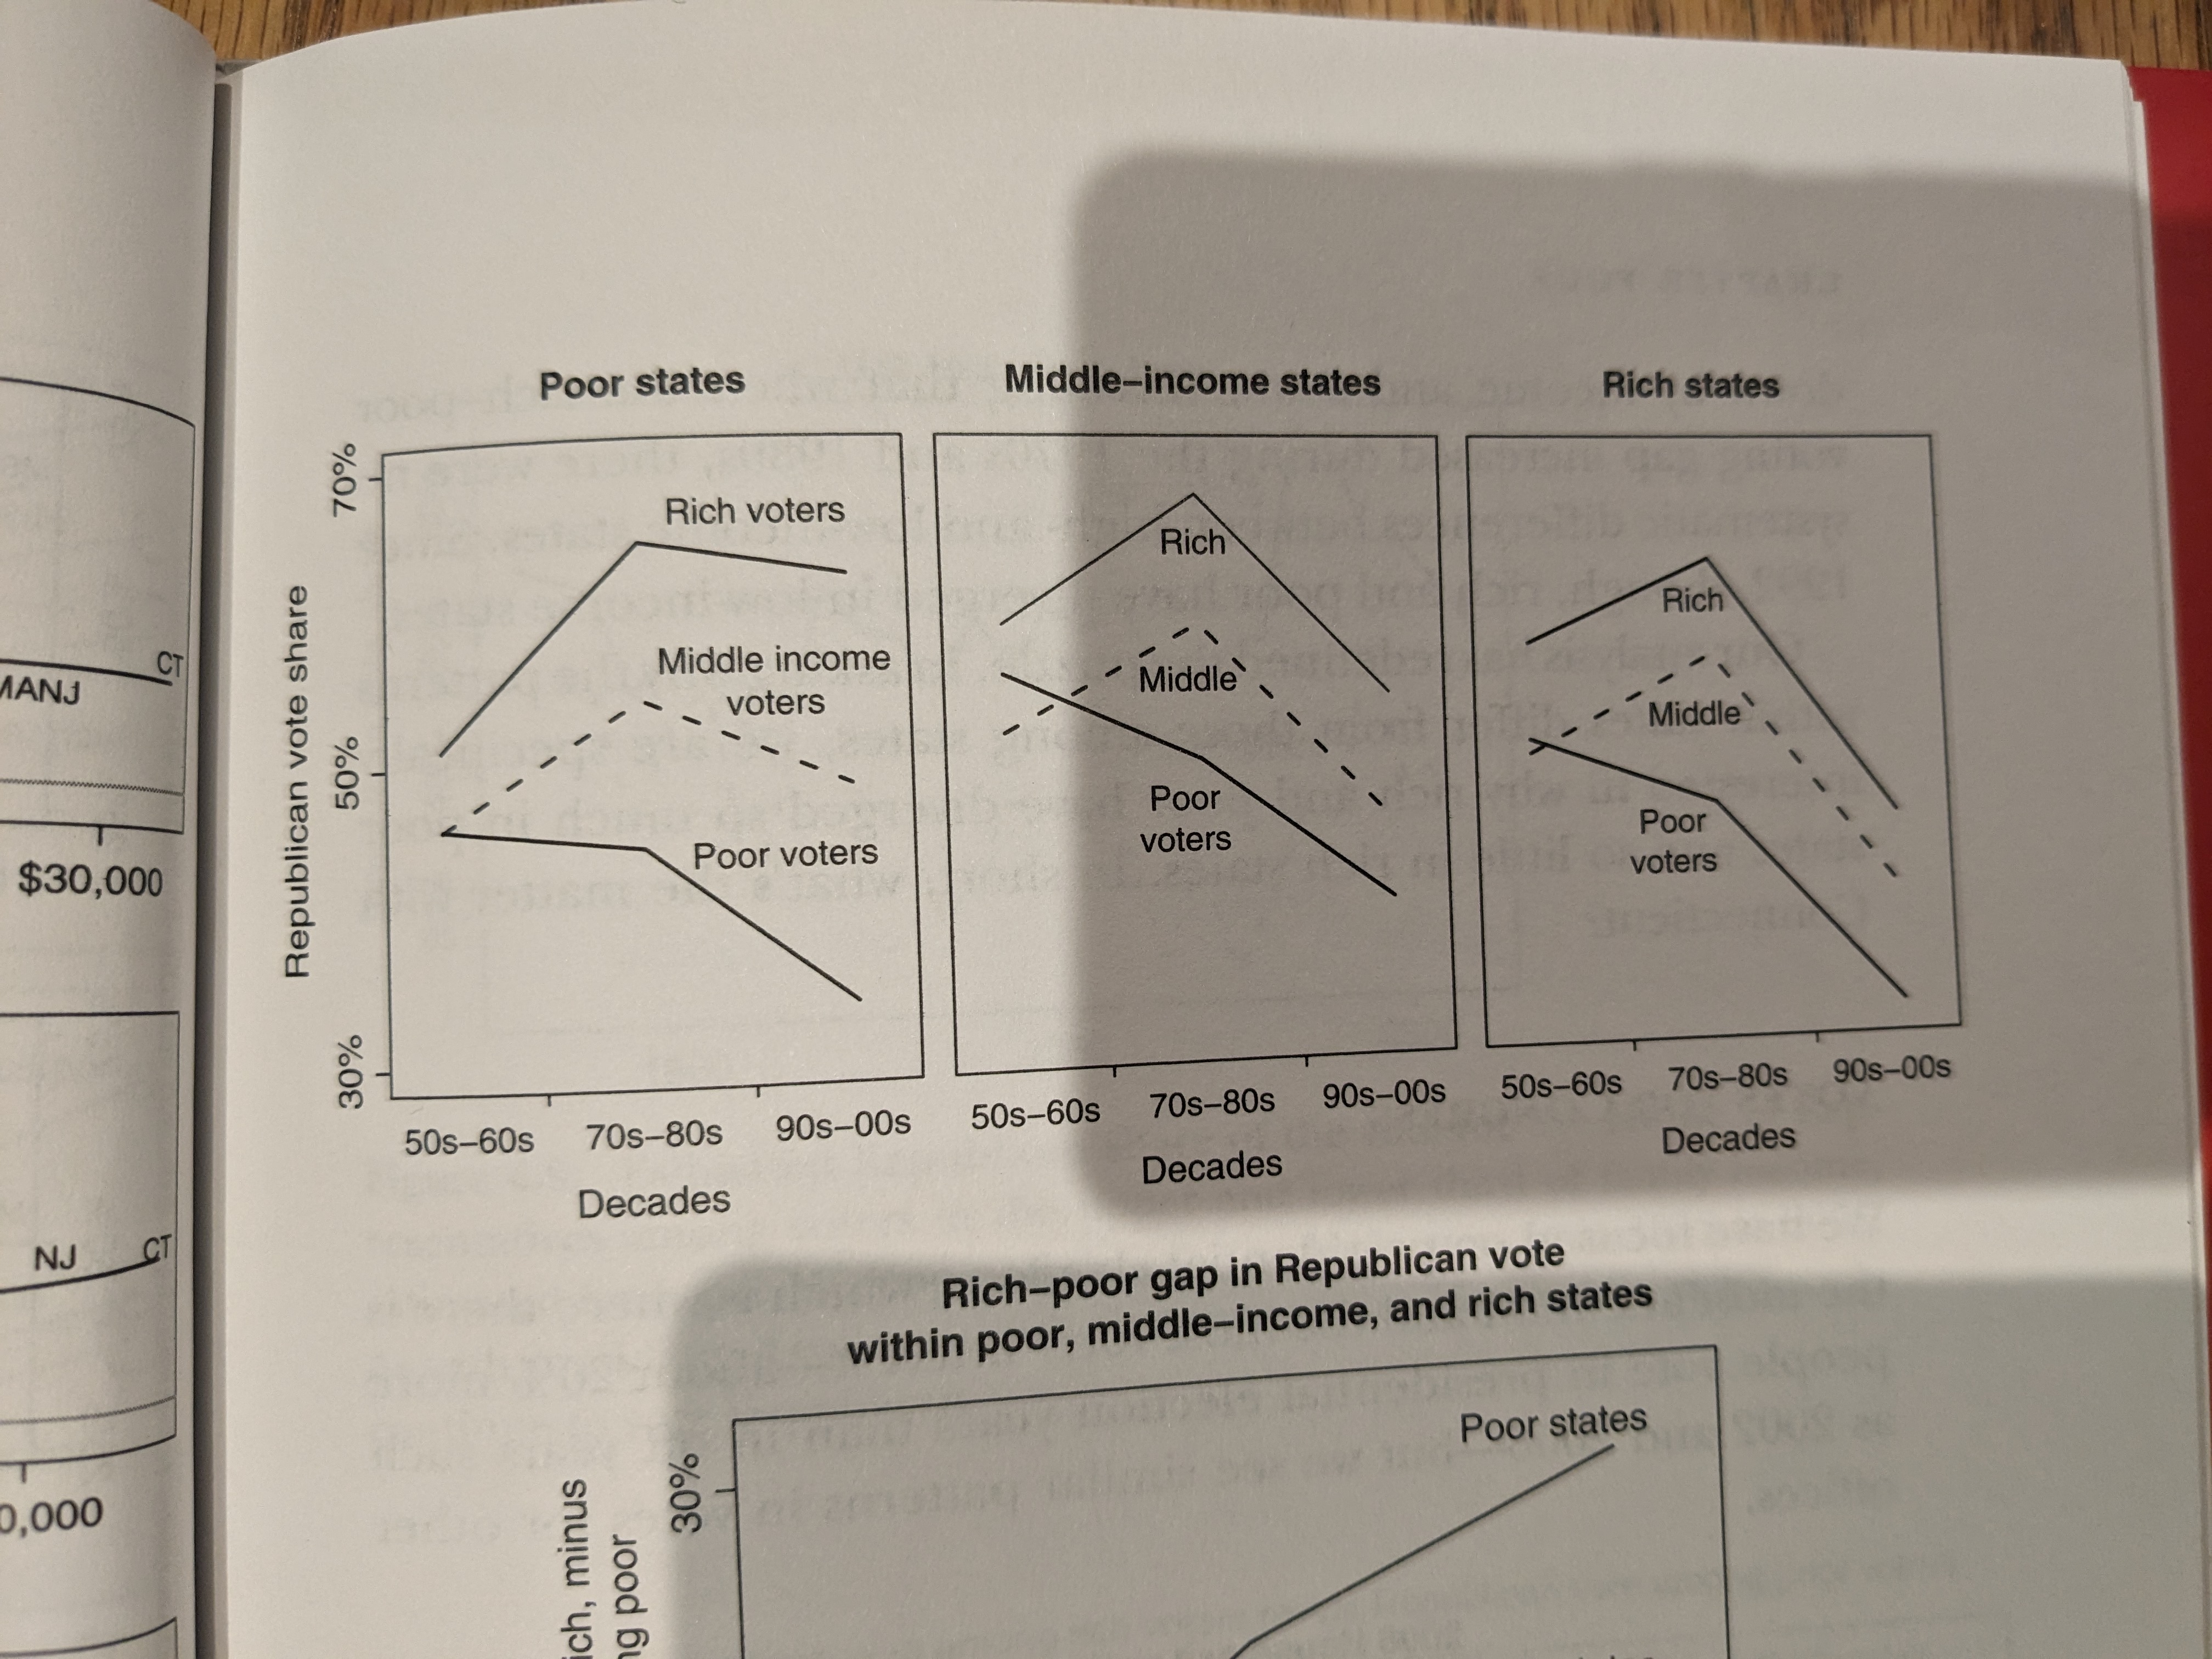 CT
MANJ
$30,000
NJ
CT
0,000
Poor states
Middle–income states
Rich states
Republican vote share
70%
50%
30%
Rich voters
Middle income
voters
Poor voters
50s–60s
70s–80s
90s–00s
Decades
Rich
Middle
Poor
voters
50s–60s
70s–80s
90s–00s
Decades
Rich
Middle
Poor
voters
50s–60s
70s–80s
90s–00s
Decades
Rich–poor gap in Republican vote
within poor, middle–income, and rich states
ich, minus
ng poor
30%
Poor states